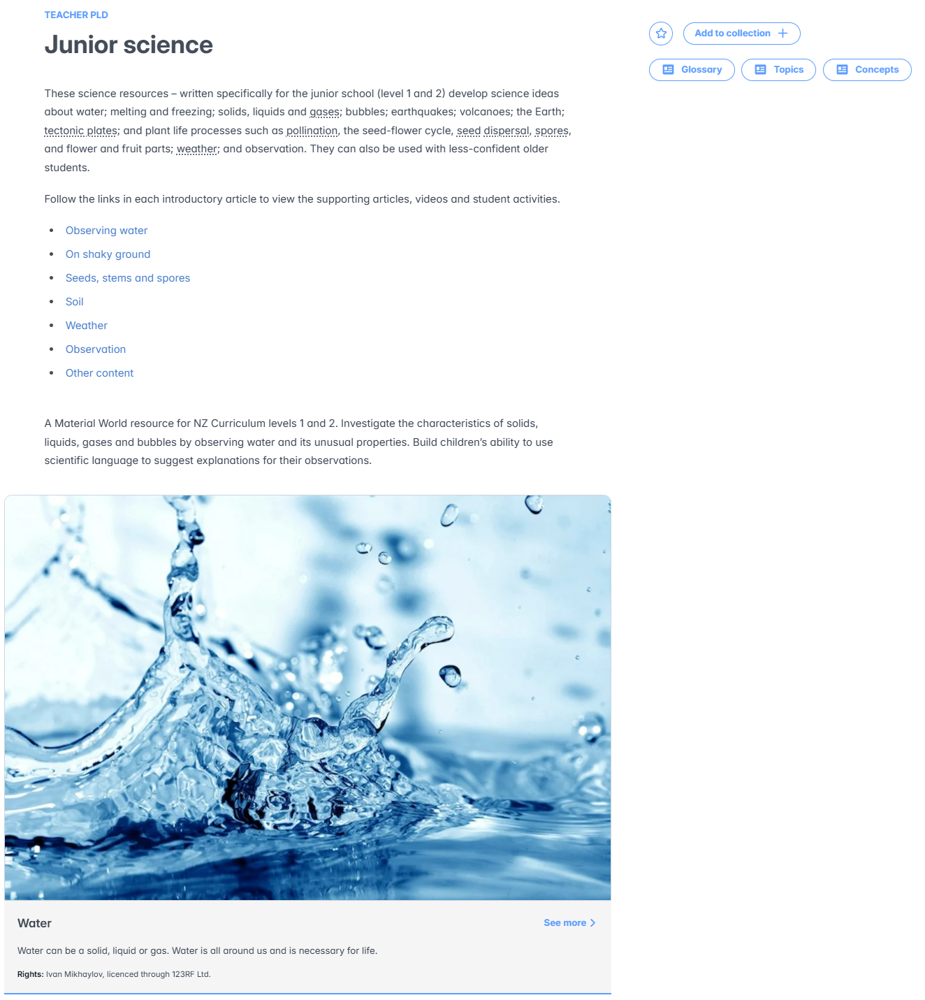 TEACHER PLD
Junior science
Add to collection
Glossary
Topics
Concepts
These science resources – written specifically for the junior school (level 1 and 2) develop science ideas
about water; melting and freezing; solids, liquids and gases; bubbles; earthquakes; volcanoes; the Earth;
tectonic plates; and plant life processes such as pollination, the seed-flower cycle, seed dispersal, spores,
and flower and fruit parts; weather; and observation. They can also be used with less-confident older
students.
Follow the links in each introductory article to view the supporting articles, videos and student activities.
Observing water
On shaky ground
Seeds, stems and spores
Soil
Weather
Observation
Other content
A Material World resource for NZ Curriculum levels 1 and 2. Investigate the characteristics of solids,
liquids, gases and bubbles by observing water and its unusual properties. Build children’s ability to use
scientific language to suggest explanations for their observations.
Water
See more
Water can be a solid, liquid or gas. Water is all around us and is necessary for life.
Rights: Ivan Mikhaylov, licenced through 123RF Ltd.